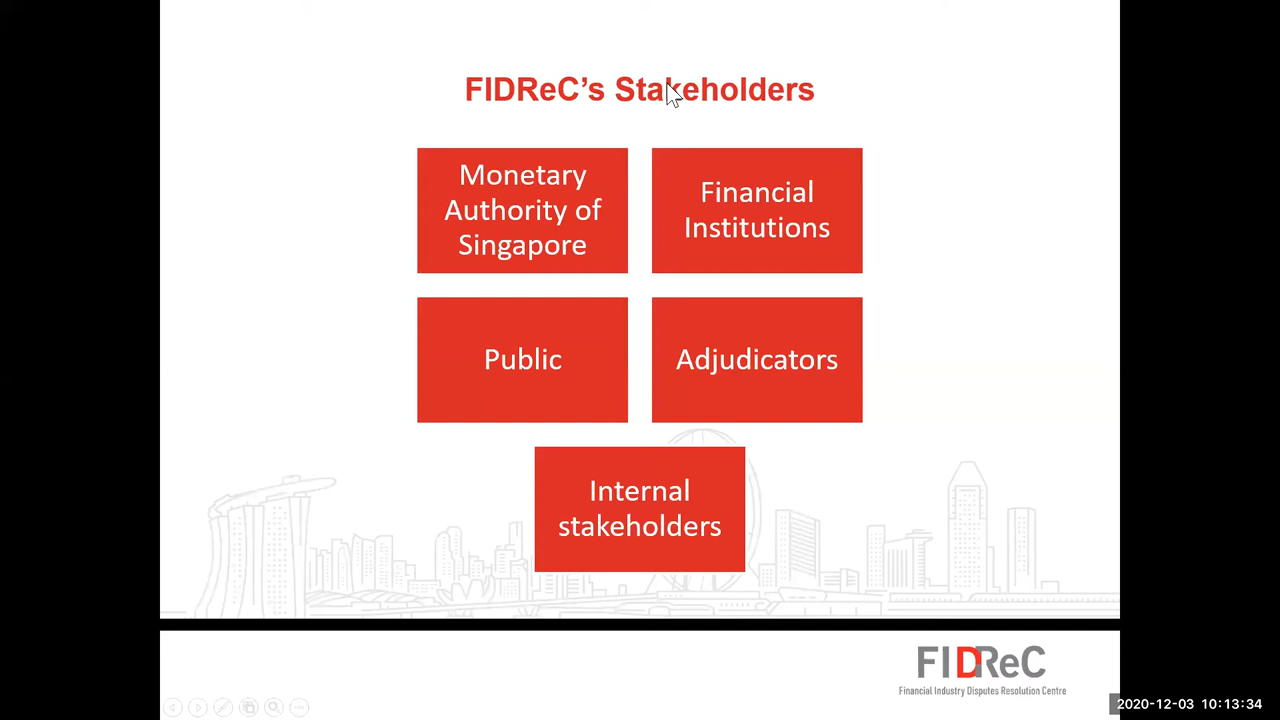 FIDReC’s Stakeholders
Monetary
Authority of
Singapore
Financial
Institutions
Public
Adjudicators
Internal
stakeholders
FIDReC
Financial Industry Disputes Resolution Centre
2020-12-03 10:13:34